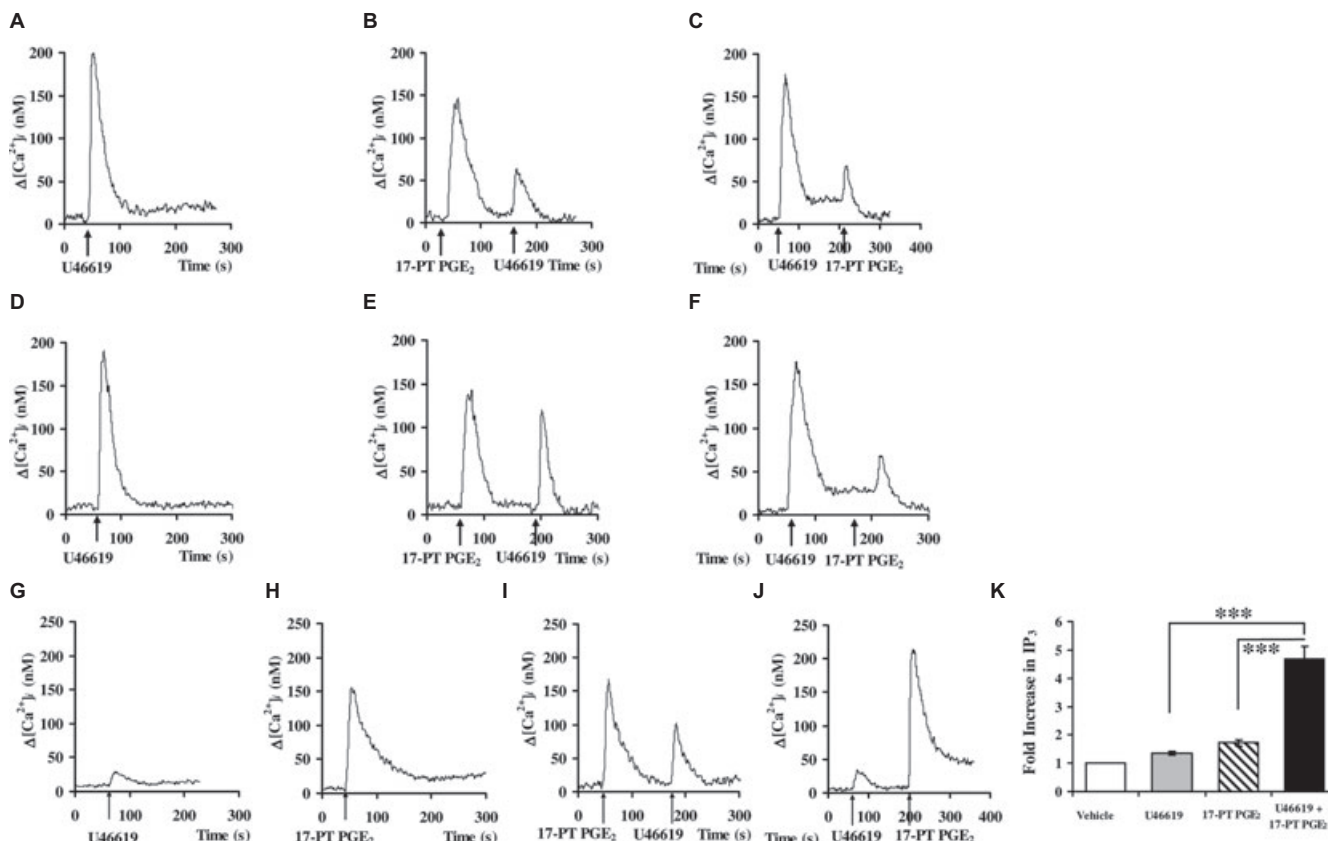 A
Δ[Ca²⁺]ᵢ (nM)
200
150
100
50
0
0 100 200 300
U46619 Time (s)
B
Δ[Ca²⁺]ᵢ (nM)
200
150
100
50
0
0 100 200 300
17-PT PGE₂ U46619 Time (s)
C
Δ[Ca²⁺]ᵢ (nM)
200
150
100
50
0
0 100 200 300 400
Time (s) U46619 17-PT PGE₂
D
Δ[Ca²⁺]ᵢ (nM)
200
150
100
50
0
0 100 200 300
U46619 Time (s)
E
Δ[Ca²⁺]ᵢ (nM)
200
150
100
50
0
0 100 200 300
17-PT PGE₂ U46619 Time (s)
F
Δ[Ca²⁺]ᵢ (nM)
200
150
100
50
0
0 100 200 300
Time (s) U46619 17-PT PGE₂
G
Δ[Ca²⁺]ᵢ (nM)
250
200
150
100
50
0
0 100 200 300
U46619 Time (s)
H
Δ[Ca²⁺]ᵢ (nM)
250
200
150
100
50
0
0 100 200 300
17-PT PGE₂ Time (s)
I
Δ[Ca²⁺]ᵢ (nM)
250
200
150
100
50
0
0 100 200 300
17-PT PGE₂ U46619 Time (s)
J
Δ[Ca²⁺]ᵢ (nM)
250
200
150
100
50
0
0 100 200 300 400
Time (s) U46619 17-PT PGE₂
K
Fold Increase in IP₃
6
5
4
3
2
1
0
***
***
Vehicle U46619 17-PT PGE₂ U46619 +
17-PT PGE₂